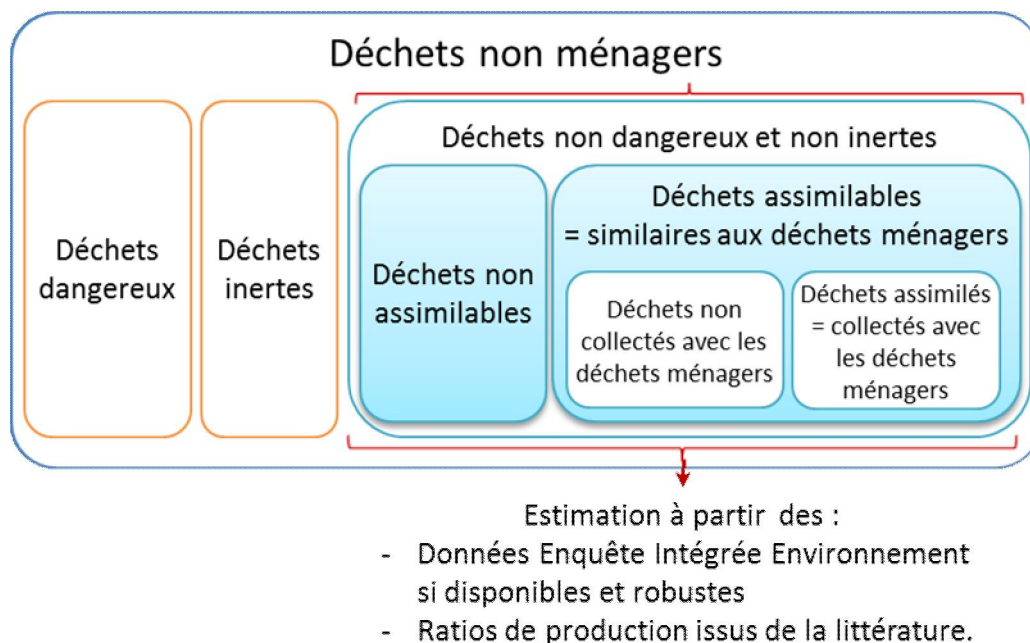 Déchets non ménagers
Déchets
dangereux
Déchets
inertes
Déchets non dangereux et non inertes
Déchets non
assimilables
Déchets assimilables
= similaires aux déchets ménagers
Déchets non
collectés avec les
déchets ménagers
Déchets assimilés
= collectés avec
les déchets
ménagers
Estimation à partir des :
- Données Enquête Intégrée Environnement
si disponibles et robustes
- Ratios de production issus de la littérature.